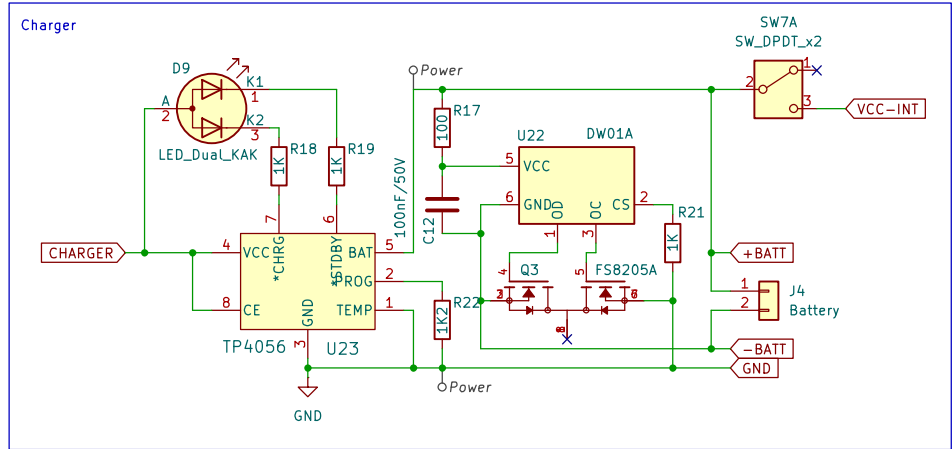 Charger
SW7A
SW_DPDT_x2
1
2
3
VCC-INT
Power
D9
K1
1
A
2
K2
3
LED_Dual_KAK
R17
100
U22
DW01A
5
VCC
6
GND
OD
OC
CS
2
1
3
R18
1K
R19
1K
100nF/50V
C12
R21
1K
7
6
CHARGER
4
VCC
*CHRG
*STDBY
BAT
5
PROG
2
8
CE
GND
TEMP
1
3
TP4056
U23
R22
1K2
4
Q3
5
FS8205A
+BATT
1
2
J4
Battery
-BATT
GND
Power
GND